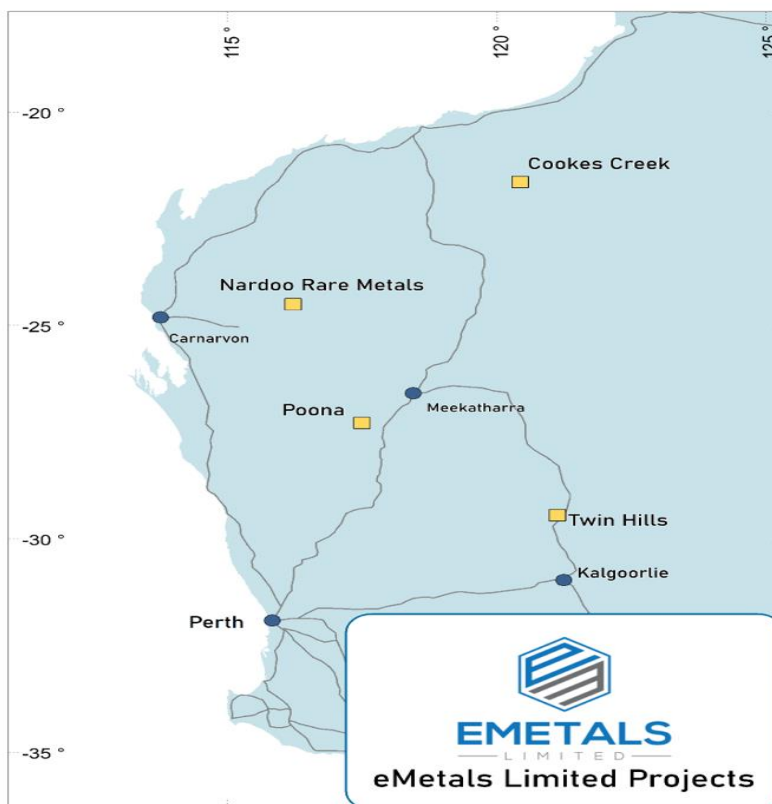 115
120
125
-20 °
Cookes Creek
Nardoo Rare Metals
-25 °
Carnarvon
Poona
Meekatharra
-30 °
Twin Hills
Kalgoorlie
Perth
EMETALS
LIMITED
-35 °
eMetals Limited Projects